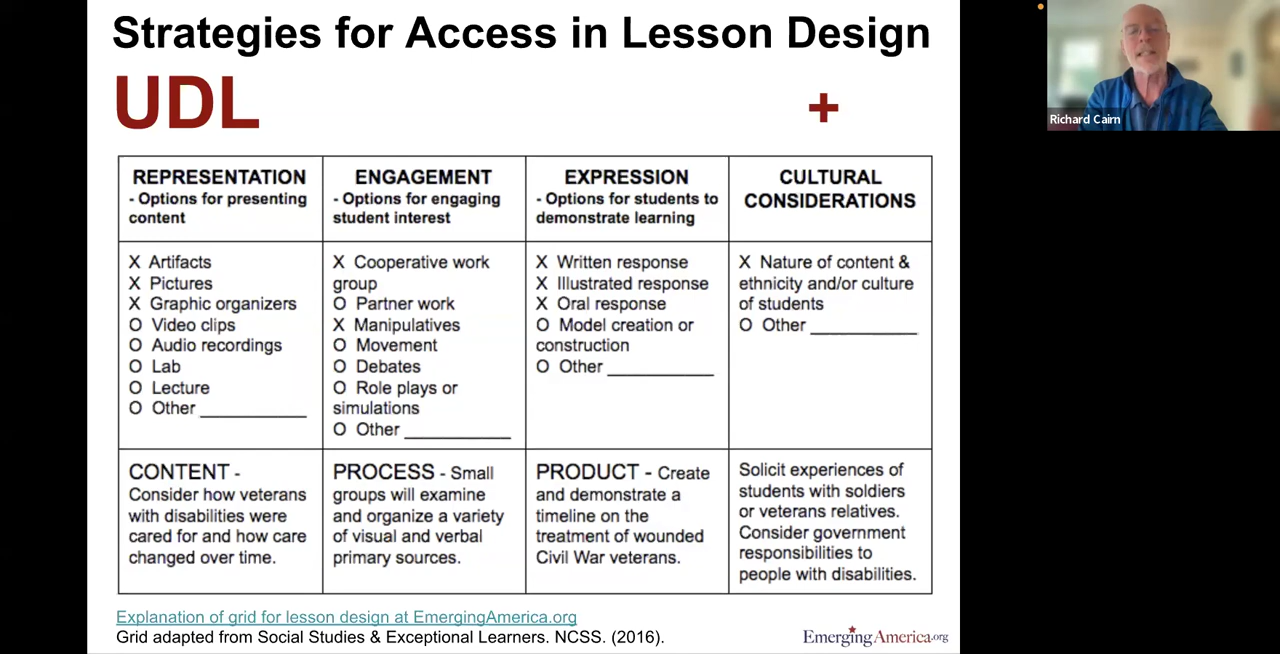 Strategies for Access in Lesson Design
UDL
+
REPRESENTATION
- Options for presenting
content
ENGAGEMENT
- Options for engaging
student interest
EXPRESSION
- Options for students to
demonstrate learning
CULTURAL
CONSIDERATIONS
X Artifacts
X Pictures
X Graphic organizers
O Video clips
O Audio recordings
O Lab
O Lecture
O Other ____________
X Cooperative work
group
O Partner work
X Manipulatives
O Movement
O Debates
O Role plays or
simulations
O Other ____________
X Written response
X Illustrated response
X Oral response
O Model creation or
construction
O Other ____________
X Nature of content &
ethnicity and/or culture
of students
O Other ____________
CONTENT -
Consider how veterans
with disabilities were
cared for and how care
changed over time.
PROCESS - Small
groups will examine
and organize a variety
of visual and verbal
primary sources.
PRODUCT - Create
and demonstrate a
timeline on the
treatment of wounded
Civil War veterans.
Solicit experiences of
students with soldiers
or veterans relatives.
Consider government
responsibilities to
people with disabilities.
Explanation of grid for lesson design at EmergingAmerica.org
Grid adapted from Social Studies & Exceptional Learners. NCSS. (2016).
EmergingAmerica.org
Richard Cairn